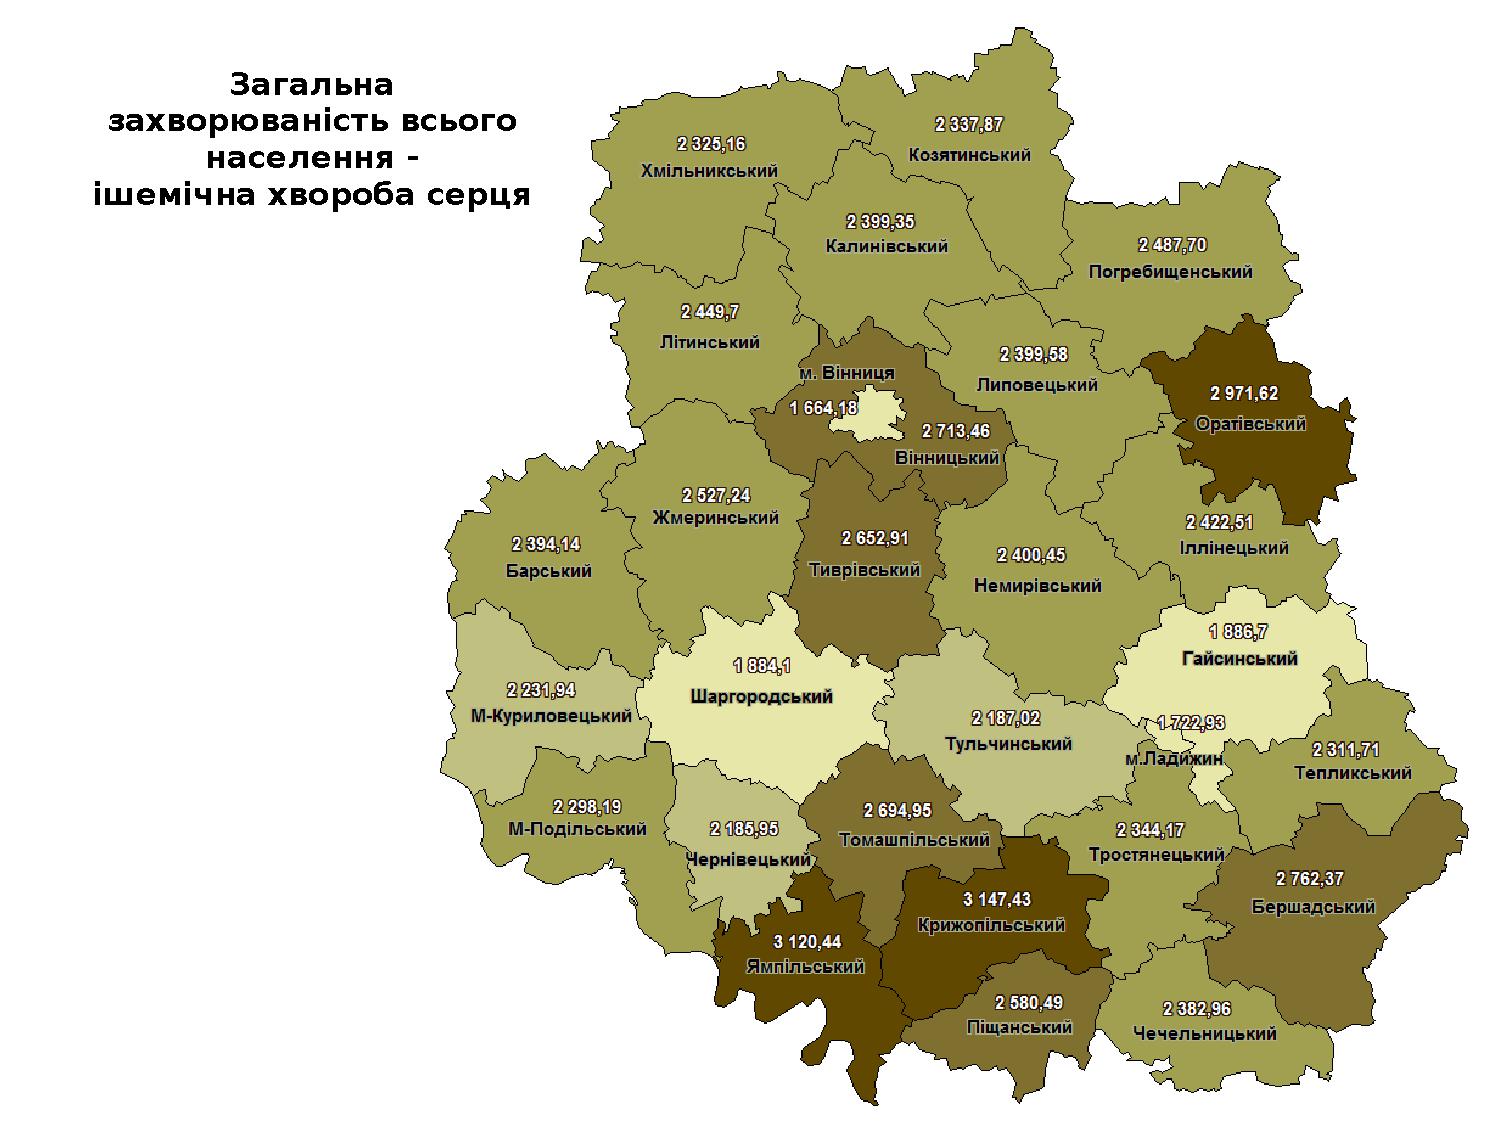 Загальна
захворюваність всього
населення -
ішемічна хвороба серця
2 337,87
Козятинський
2 325,16
Хмільникський
2 399,35
Калинівський
2 487,70
Погребищенський
2 449,7
Літинський
2 399,58
Липовецький
м. Вінниця
1 664,18
2 971,62
Оратівський
2 713,46
Вінницький
2 527,24
Жмеринський
2 422,51
Іллінецький
2 394,14
Барський
2 652,91
Тиврівський
2 400,45
Немирівський
1 886,7
Гайсинський
1 884,1
Шаргородський
2 231,94
М-Куриловецький
2 187,02
Тульчинський
1 722,93
м.Ладижин
2 311,71
Тепликський
2 298,19
М-Подільський
2 185,95
Чернівецький
2 694,95
Томашпільський
2 344,17
Тростянецький
2 762,37
Бершадський
3 147,43
Крижопільський
3 120,44
Ямпільський
2 580,49
Піщанський
2 382,96
Чечельницький